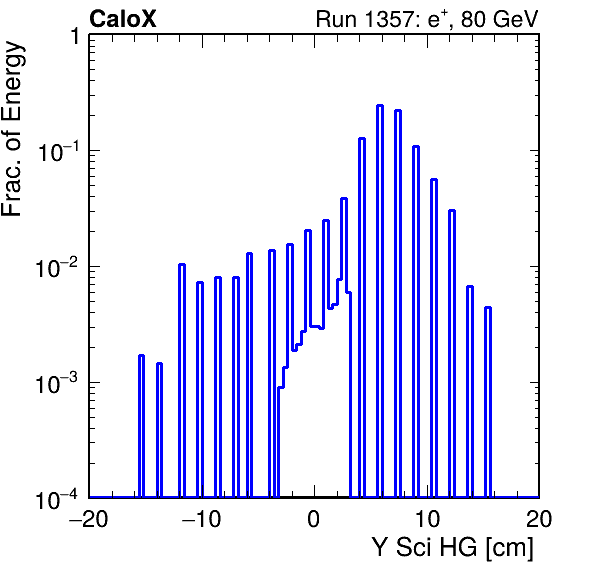 CaloX Run 1357: e⁺, 80 GeV
Frac. of Energy
1
10⁻¹
10⁻²
10⁻³
10⁻⁴
−20 −10 0 10 20
Y Sci HG [cm]